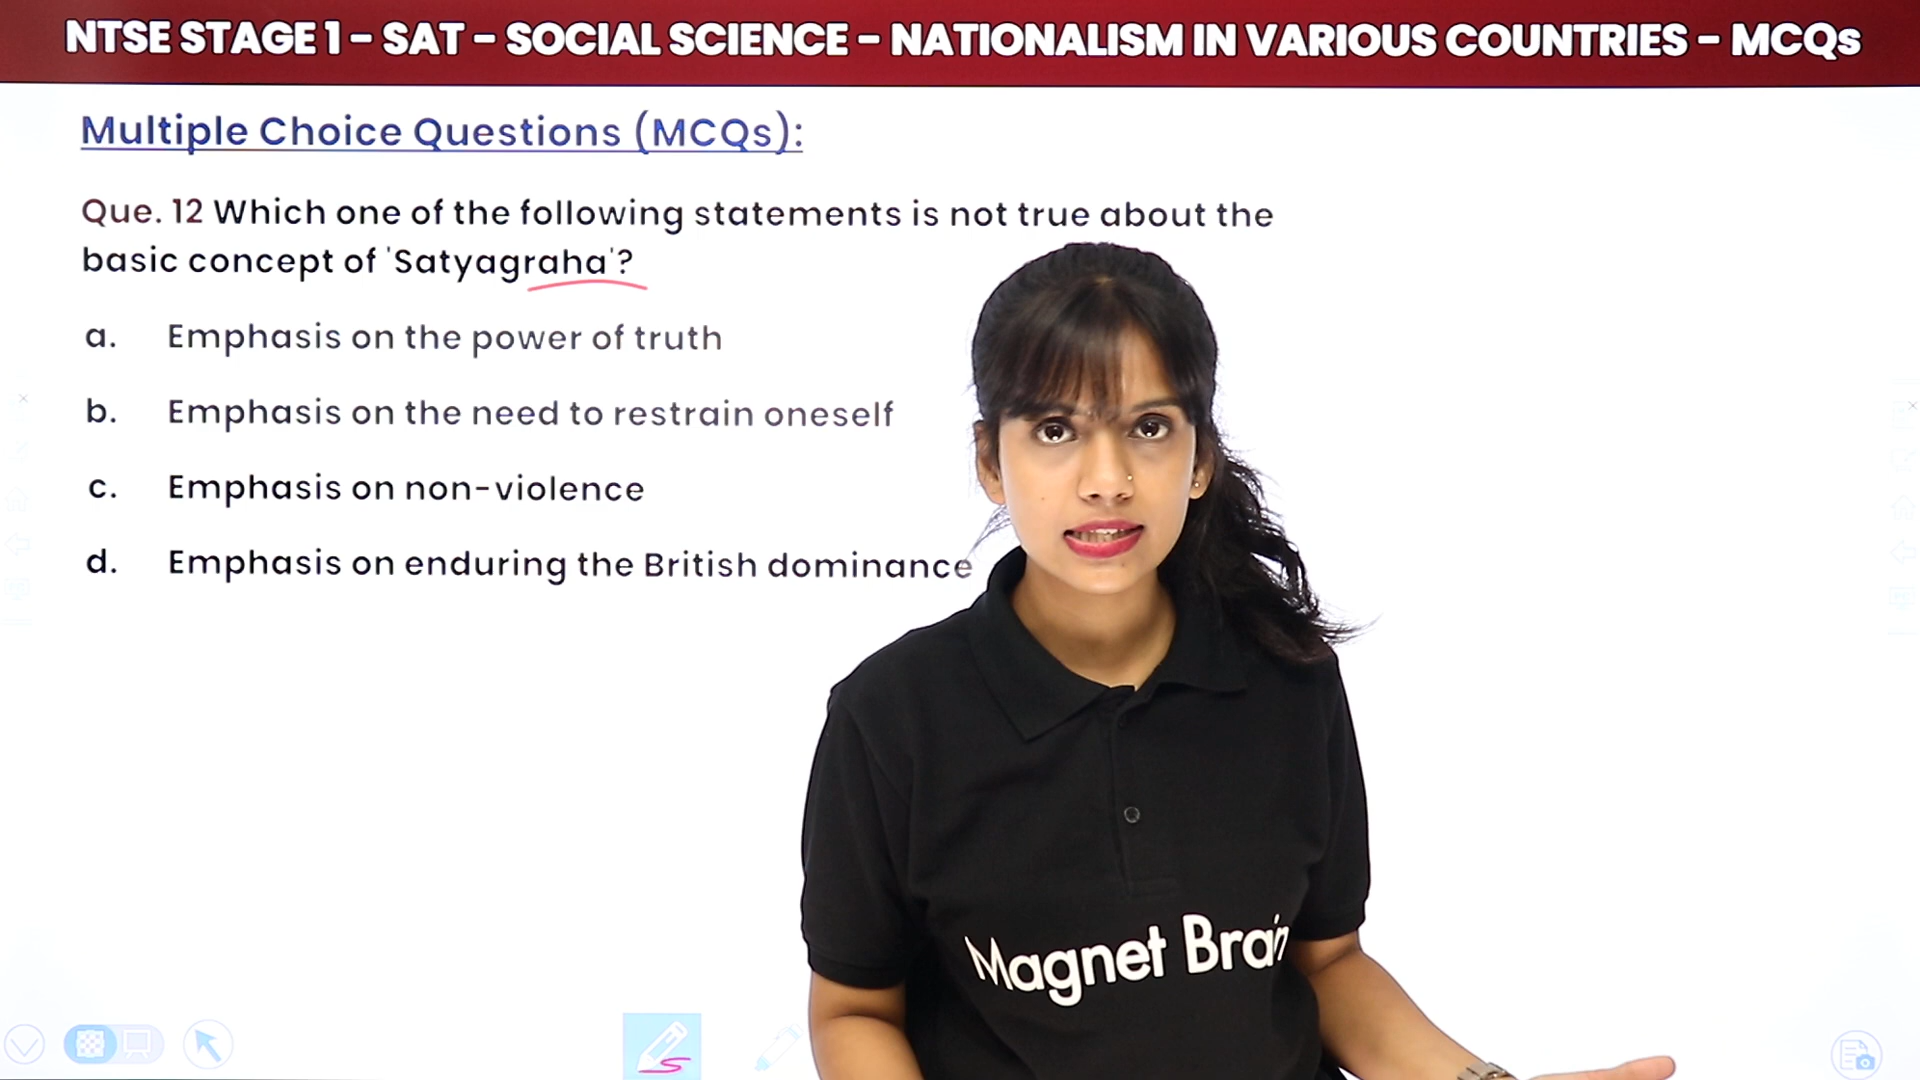 NTSE STAGE 1 - SAT - SOCIAL SCIENCE - NATIONALISM IN VARIOUS COUNTRIES - MCQs
Multiple Choice Questions (MCQs):
Que. 12 Which one of the following statements is not true about the
basic concept of 'Satyagraha'?
a. Emphasis on the power of truth
b. Emphasis on the need to restrain oneself
c. Emphasis on non-violence
d. Emphasis on enduring the British dominance
Magnet Brain